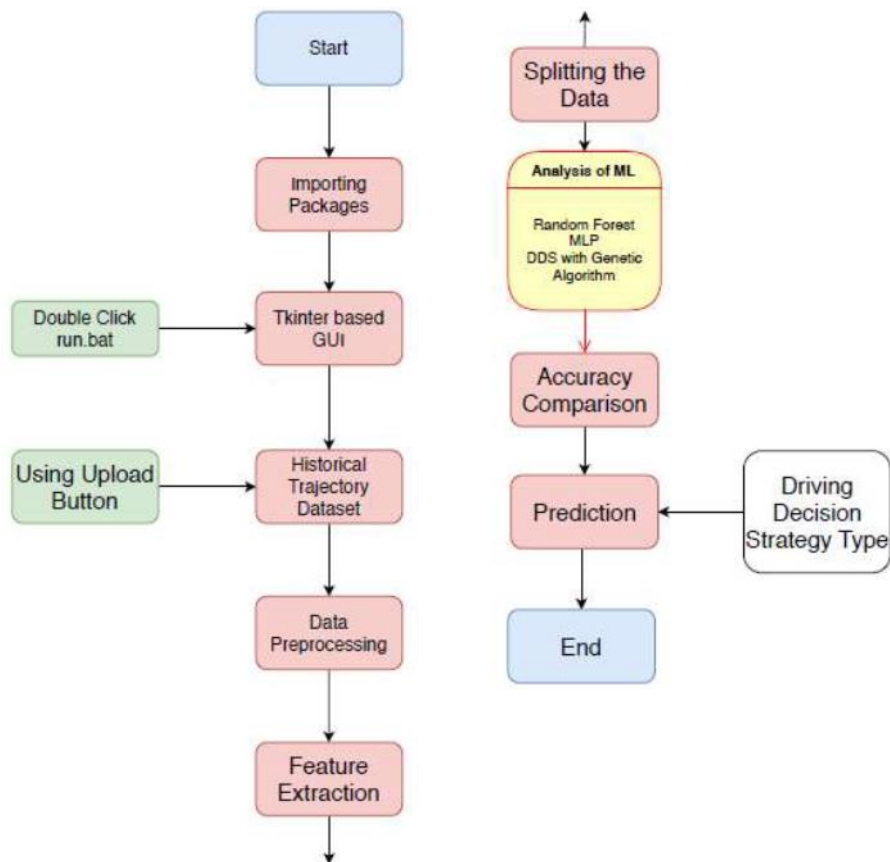 Start
Importing
Packages
Double Click
run.bat
Tkinter based
GUI
Using Upload
Button
Historical
Trajectory
Dataset
Data
Preprocessing
Feature
Extraction
Splitting the
Data
Analysis of ML
Random Forest
MLP
DDS with Genetic
Algorithm
Accuracy
Comparison
Prediction
Driving
Decision
Strategy Type
End